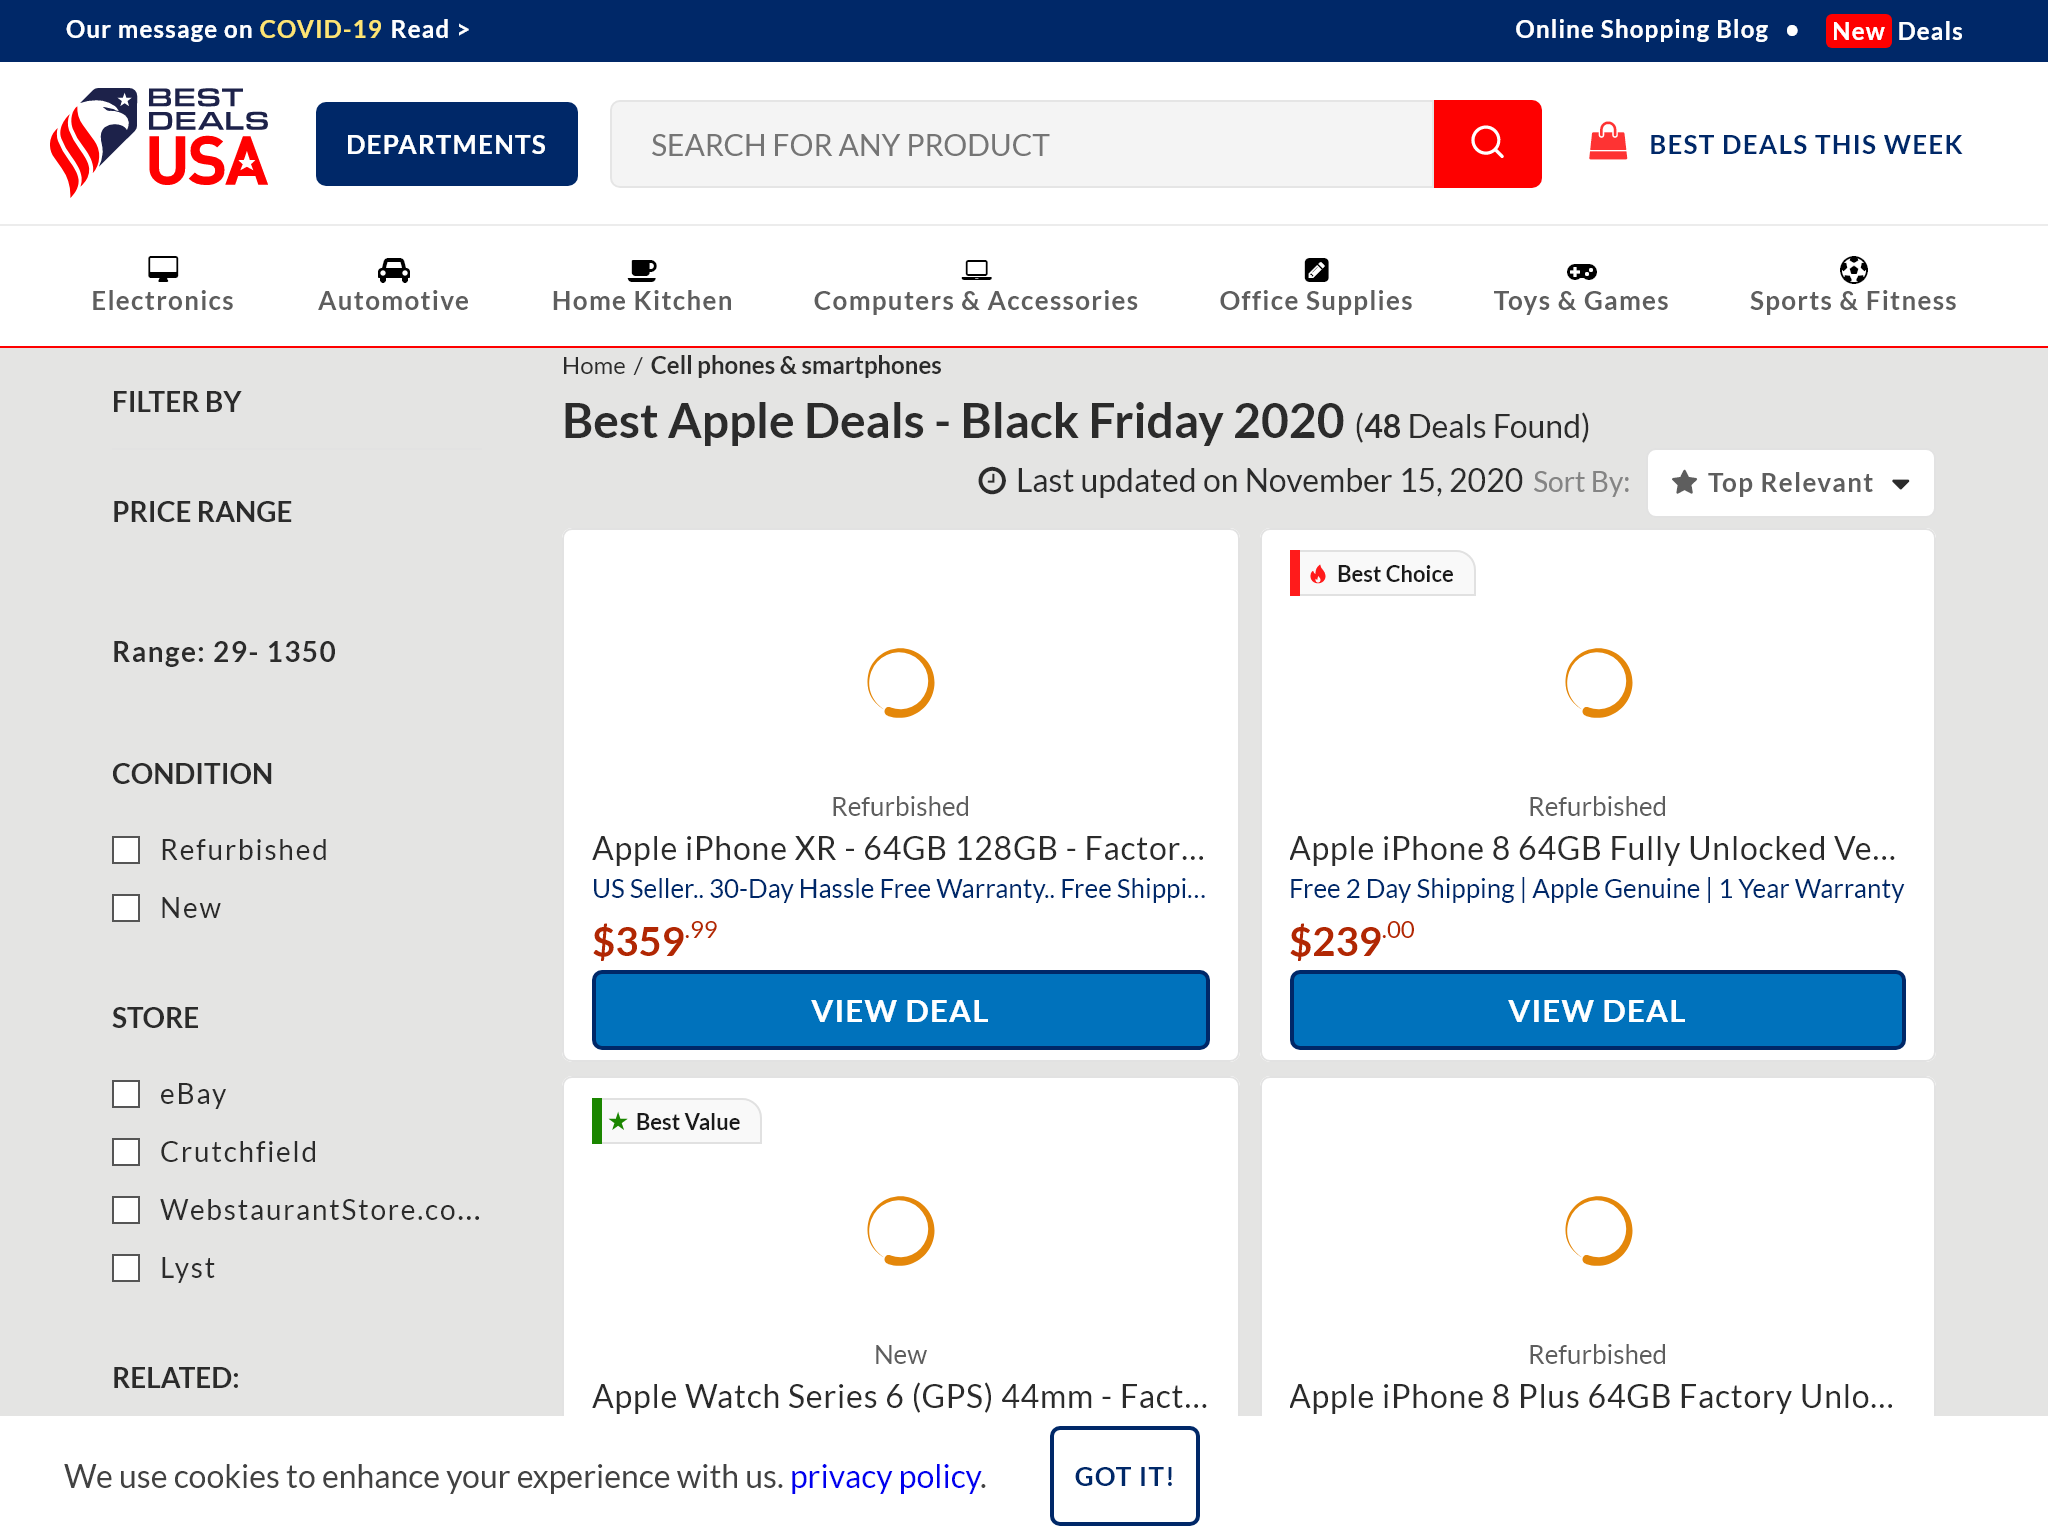 Our message on COVID-19 Read >
Online Shopping Blog • New Deals
BEST
DEALS
USA
DEPARTMENTS
SEARCH FOR ANY PRODUCT
BEST DEALS THIS WEEK
Electronics
Automotive
Home Kitchen
Computers & Accessories
Office Supplies
Toys & Games
Sports & Fitness
FILTER BY
PRICE RANGE
Range: 29- 1350
CONDITION
Refurbished
New
STORE
eBay
Crutchfield
WebstaurantStore.co...
Lyst
RELATED:
Home / Cell phones & smartphones
Best Apple Deals - Black Friday 2020 (48 Deals Found)
Last updated on November 15, 2020 Sort By: Top Relevant
Refurbished
Apple iPhone XR - 64GB 128GB - Factor...
US Seller.. 30-Day Hassle Free Warranty.. Free Shippi...
$359.99
VIEW DEAL
Best Choice
Refurbished
Apple iPhone 8 64GB Fully Unlocked Ve...
Free 2 Day Shipping | Apple Genuine | 1 Year Warranty
$239.00
VIEW DEAL
Best Value
New
Apple Watch Series 6 (GPS) 44mm - Fact...
Refurbished
Apple iPhone 8 Plus 64GB Factory Unlo...
We use cookies to enhance your experience with us. privacy policy.
GOT IT!